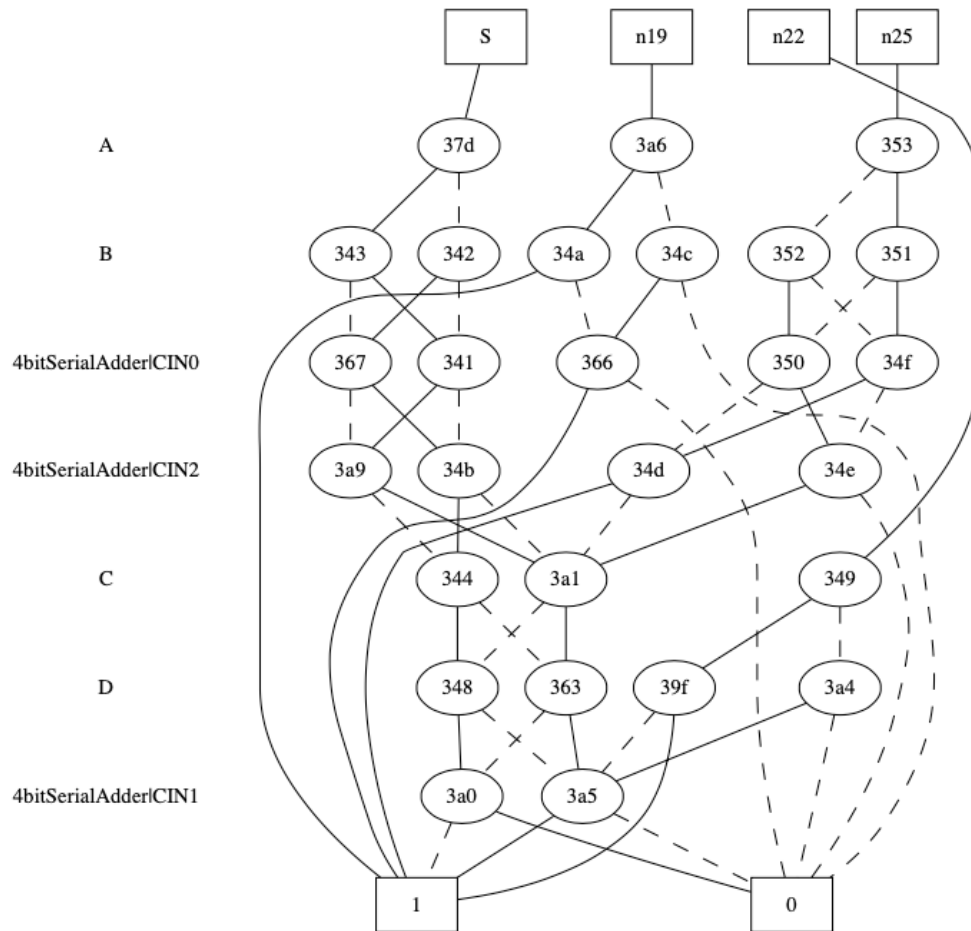 S n19 n22 n25
A 37d 3a6 353
B 343 342 34a 34c 352 351
4bitSerialAdder|CIN0 367 341 366 350 34f
4bitSerialAdder|CIN2 3a9 34b 34d 34e
C 344 3a1 349
D 348 363 39f 3a4
4bitSerialAdder|CIN1 3a0 3a5
1 0